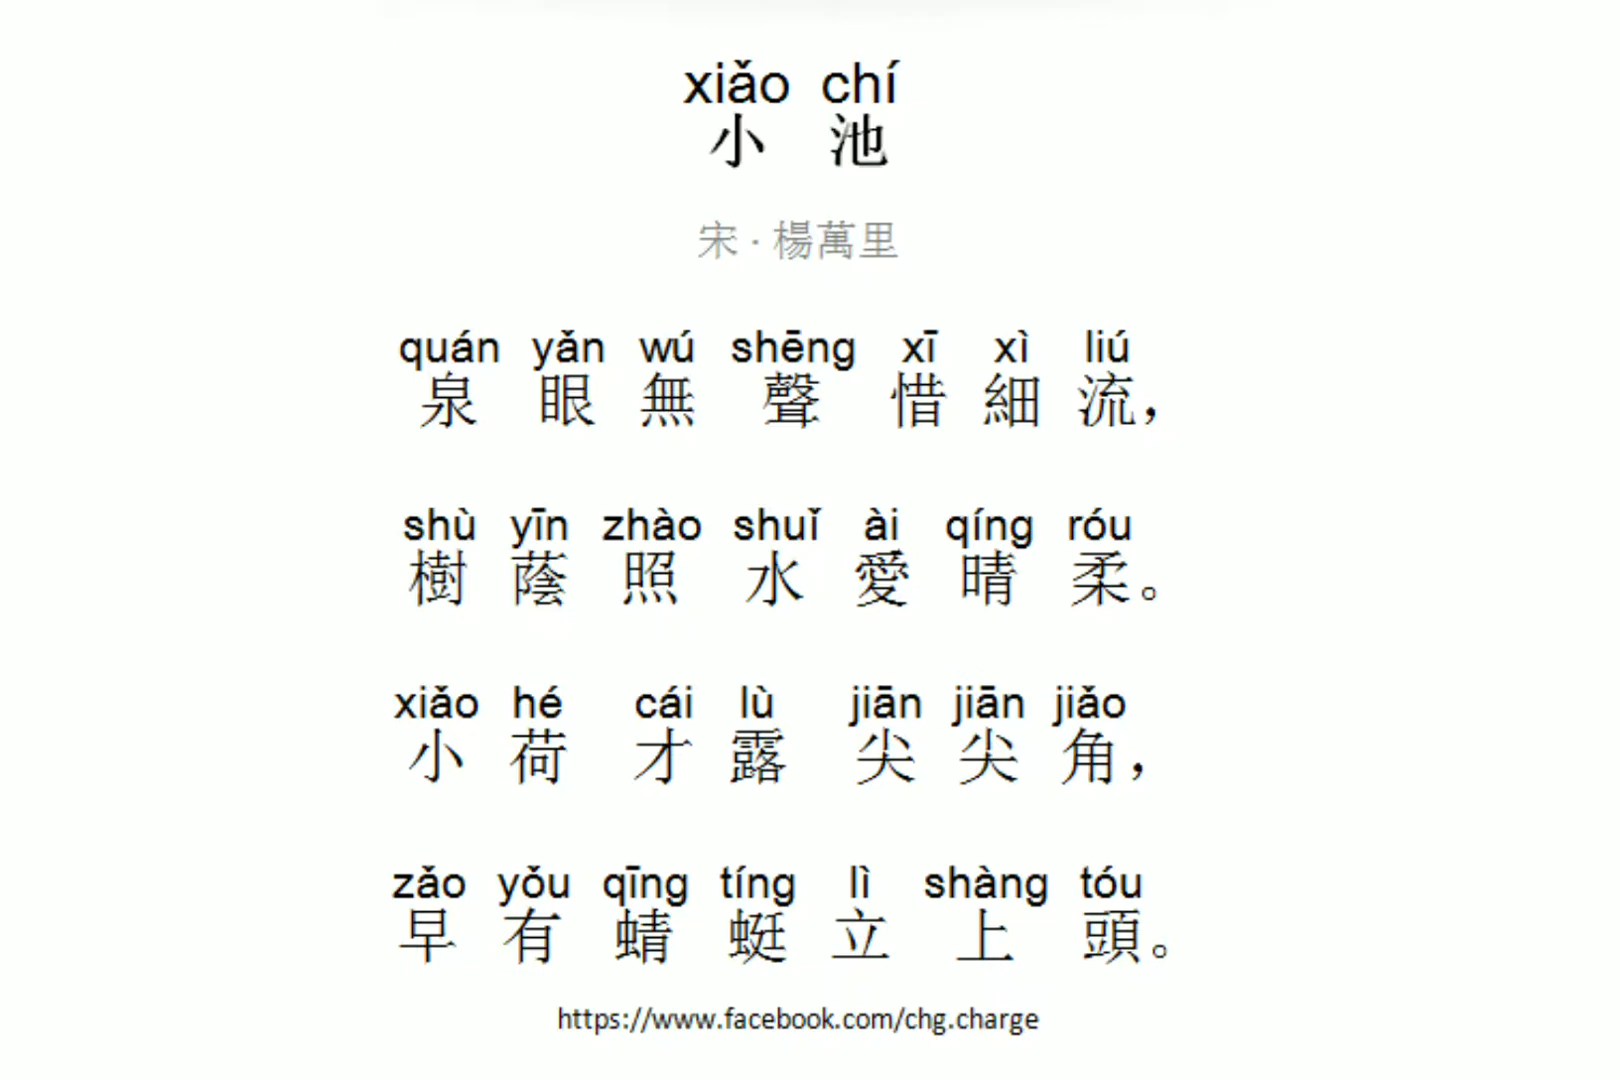 xiǎo chí
小 池
宋 · 楊萬里
quán yǎn wú shēng xī xì liú
泉 眼 無 聲 惜 細 流，
shù yīn zhào shuǐ ài qíng róu
樹 蔭 照 水 愛 晴 柔。
xiǎo hé cái lù jiān jiān jiǎo
小 荷 才 露 尖 尖 角，
zǎo yǒu qīng tíng lì shàng tóu
早 有 蜻 蜓 立 上 頭。
https://www.facebook.com/chg.charge